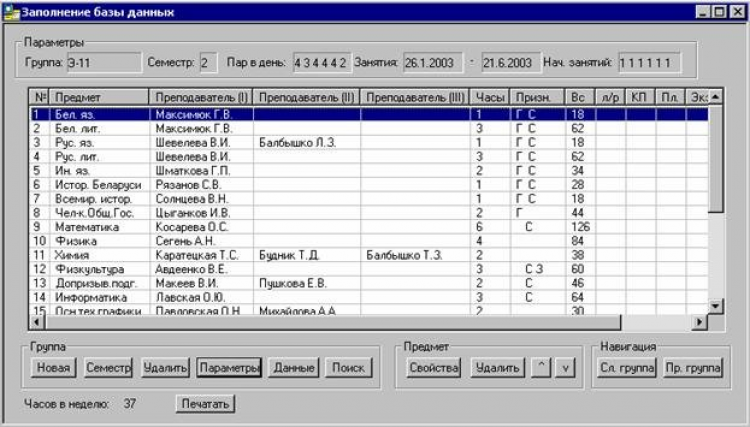 Заполнение базы данных
Параметры
Группа: Э-11 Семестр: 2 Пар в день: 4 3 4 4 4 2 Занятия: 26.1.2003 - 21.6.2003 Нач. занятий: 1 1 1 1 1 1
№ Предмет Преподаватель (I) Преподаватель (II) Преподаватель (III) Часы Призн. Вс л/р КП Пл. Экз
1 Бел. яз. Максимюк Г.В. 1 Г С 18
2 Бел. лит. Максимюк Г.В. 3 Г С 62
3 Рус. яз. Шевелева В.И. Балбышко Л.З. 1 Г С 18
4 Рус. лит. Шевелева В.И. 3 Г С 62
5 Ин. яз. Шматкова Г.П. 2 Г С 34
6 Истор. Беларуси Рязанов С.В. 1 Г С 28
7 Всемир. истор. Солнцева В.Н. 1 Г С 18
8 Чел-к.Общ.Гос. Цыганков И.В. 2 Г 44
9 Математика Косарева О.С. 6 С 126
10 Физика Сегень А.Н. 4 84
11 Химия Каратецкая Т.С. Будник Т.Д. Балбышко Т.З. 2 38
12 Физкультура Авдеенко В.Е. 3 С З 60
13 Допризыв.подг. Макеев В.И. Пушкова Е.В. 2 С 46
14 Информатика Лавская О.Ю. 3 С 64
15 Осн.тех.графики Павловская О.Н. Михайлова А.А. 2 30
Группа Предмет Навигация
Новая Семестр Удалить Параметры Данные Поиск Свойства Удалить ^ v Сл. группа Пр. группа
Часов в неделю: 37 Печатать